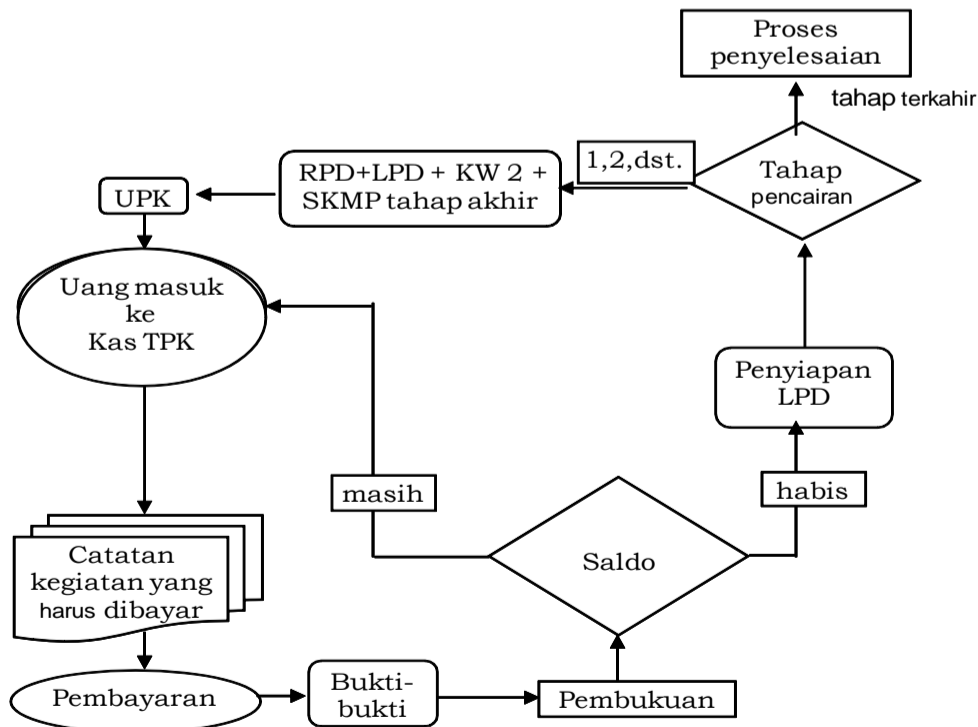 Proses
penyelesaian
tahap terkahir
1,2,dst.
Tahap
pencairan
RPD+LPD + KW 2 +
SKMP tahap akhir
UPK
Uang masuk
ke
Kas TPK
Penyiapan
LPD
masih
habis
Saldo
Catatan
kegiatan yang
harus dibayar
Pembayaran
Bukti-
bukti
Pembukuan